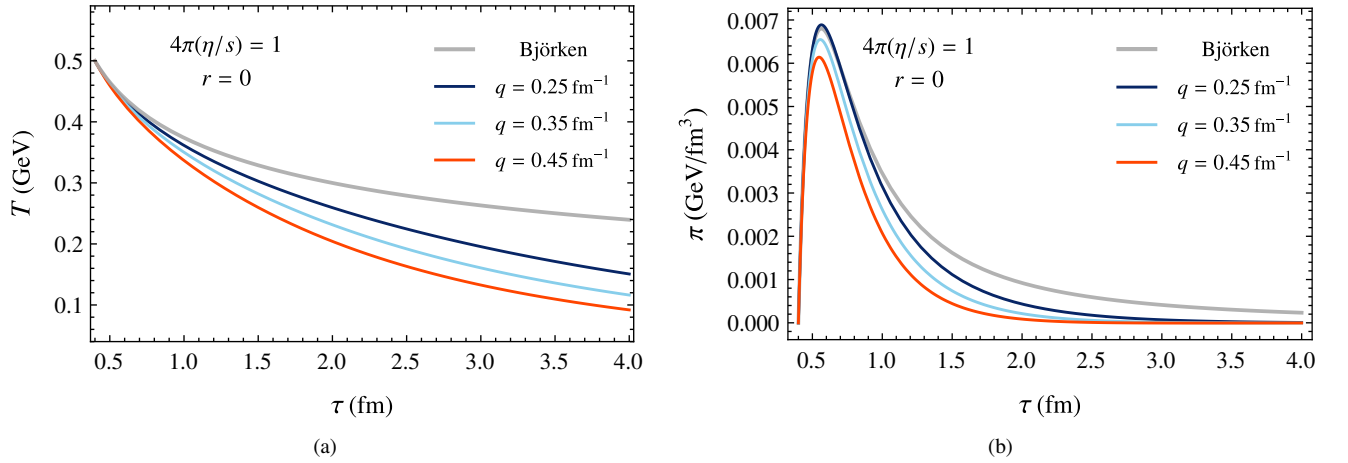 4π(η/s) = 1
r = 0
Björken
q = 0.25 fm⁻¹
q = 0.35 fm⁻¹
q = 0.45 fm⁻¹
T (GeV)
0.5
0.4
0.3
0.2
0.1
0.5 1.0 1.5 2.0 2.5 3.0 3.5 4.0
τ (fm)
(a)
4π(η/s) = 1
r = 0
Björken
q = 0.25 fm⁻¹
q = 0.35 fm⁻¹
q = 0.45 fm⁻¹
π (GeV/fm³)
0.007
0.006
0.005
0.004
0.003
0.002
0.001
0.000
0.5 1.0 1.5 2.0 2.5 3.0 3.5 4.0
τ (fm)
(b)